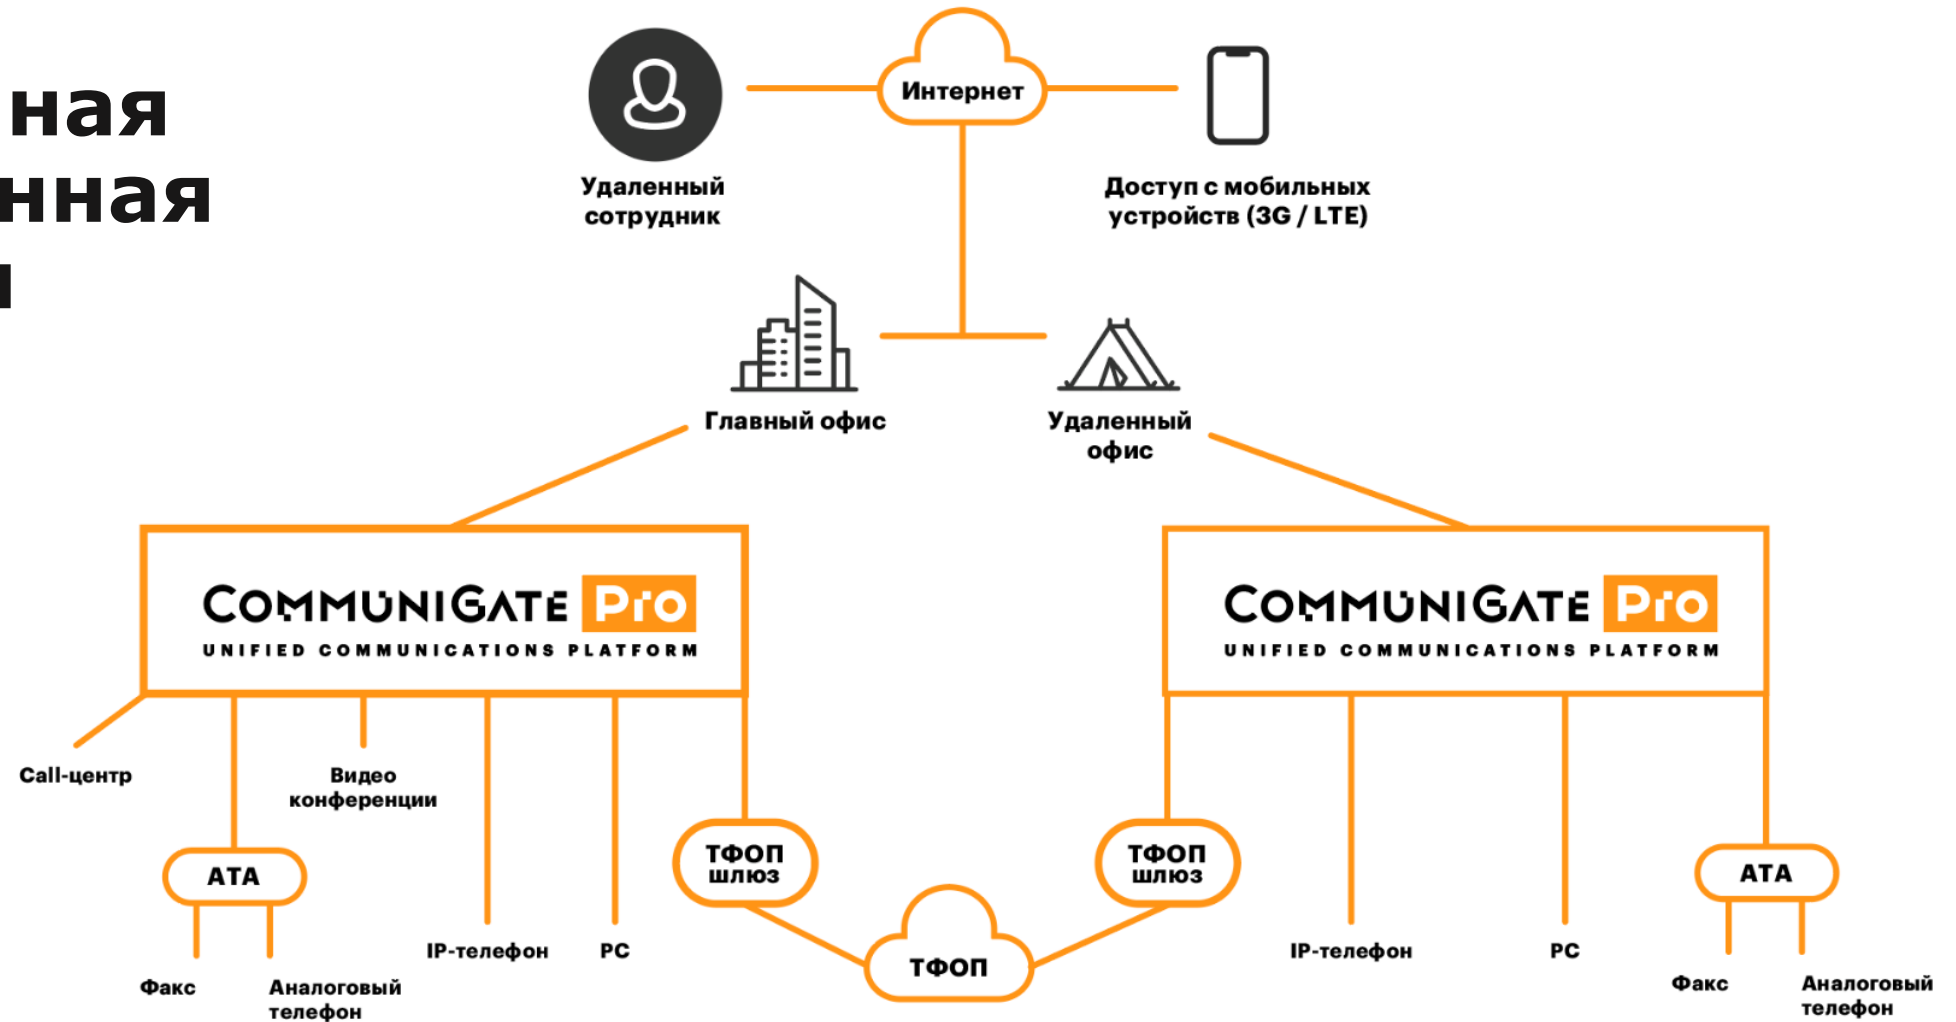 ная
нная
Интернет
Удаленный
сотрудник
Доступ с мобильных
устройств (3G / LTE)
Главный офис
Удаленный
офис
COMMUNIGATE Pro
UNIFIED COMMUNICATIONS PLATFORM
COMMUNIGATE Pro
UNIFIED COMMUNICATIONS PLATFORM
Call-центр
Видео
конференции
АТА
Факс
Аналоговый
телефон
IP-телефон
PC
ТФОП
шлюз
ТФОП
ТФОП
шлюз
IP-телефон
PC
АТА
Факс
Аналоговый
телефон